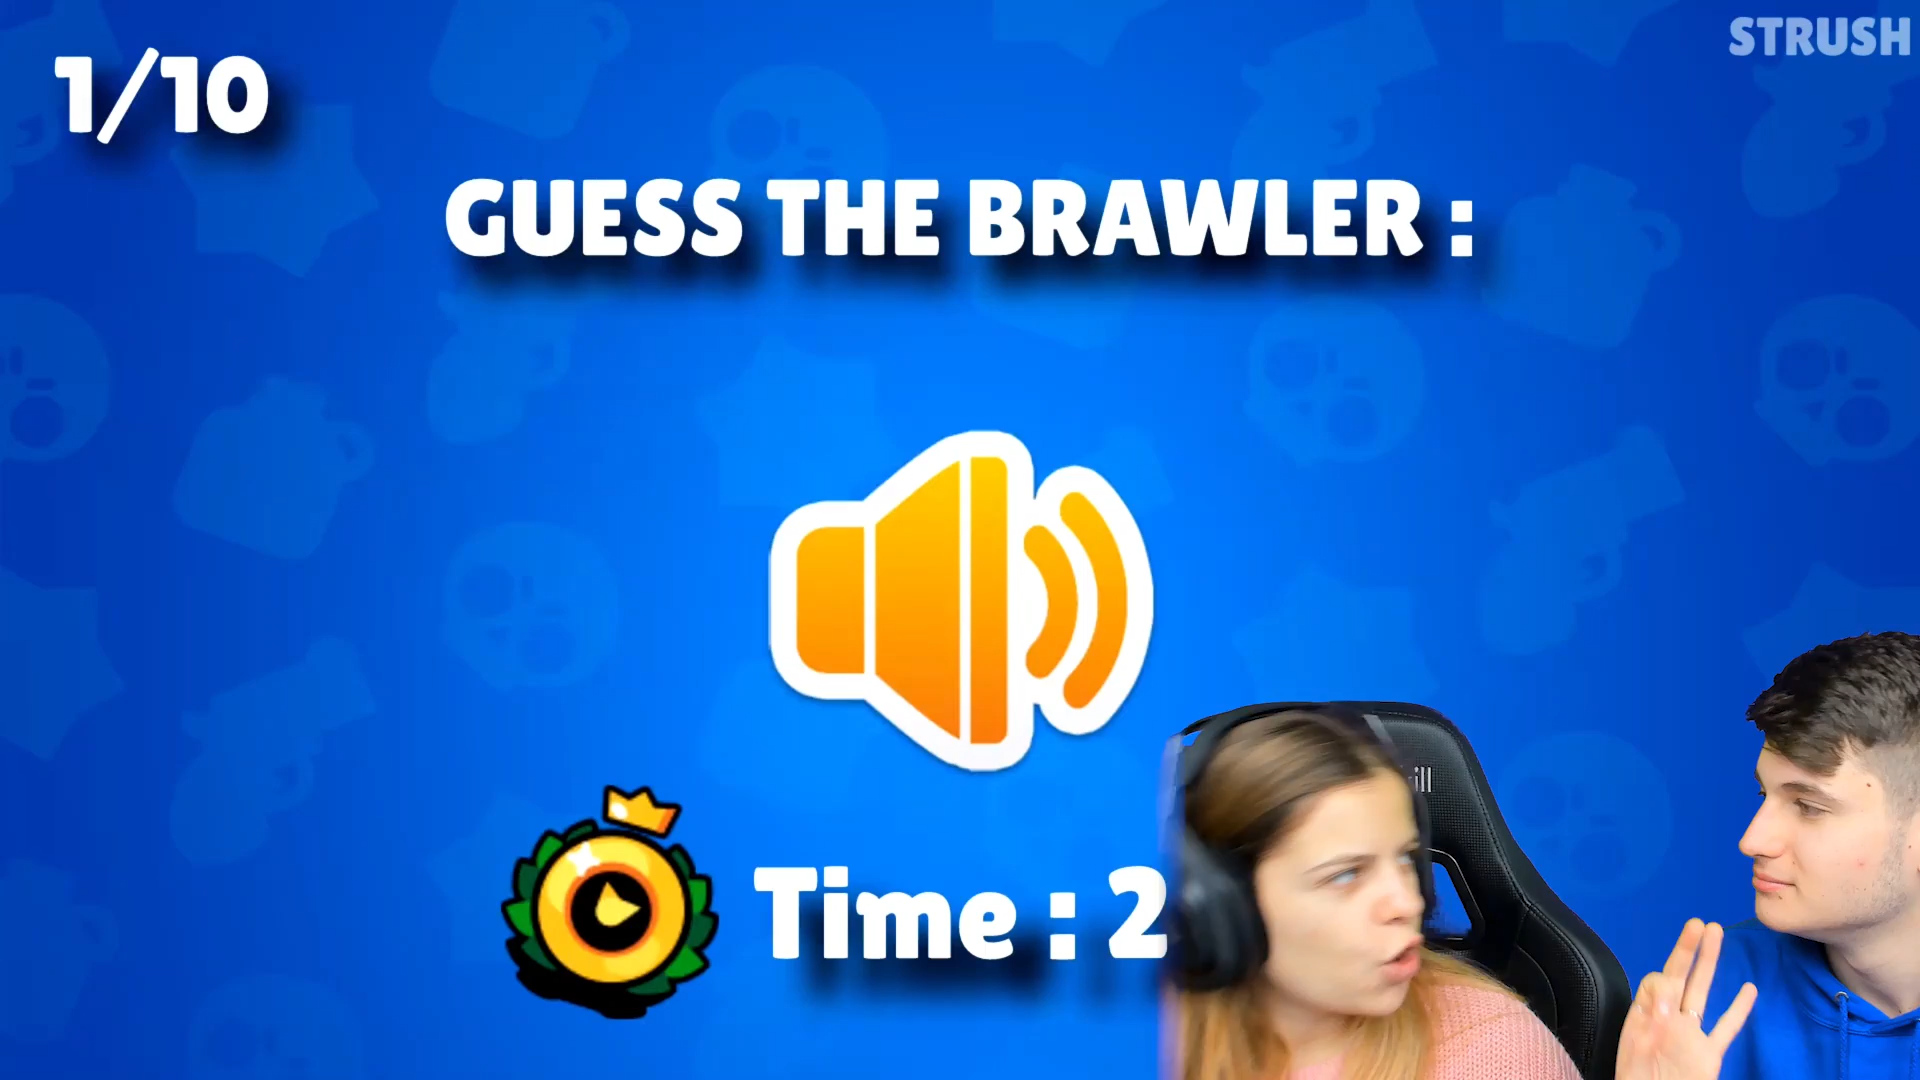 STRUSH
1/10
GUESS THE BRAWLER :
Time : 2